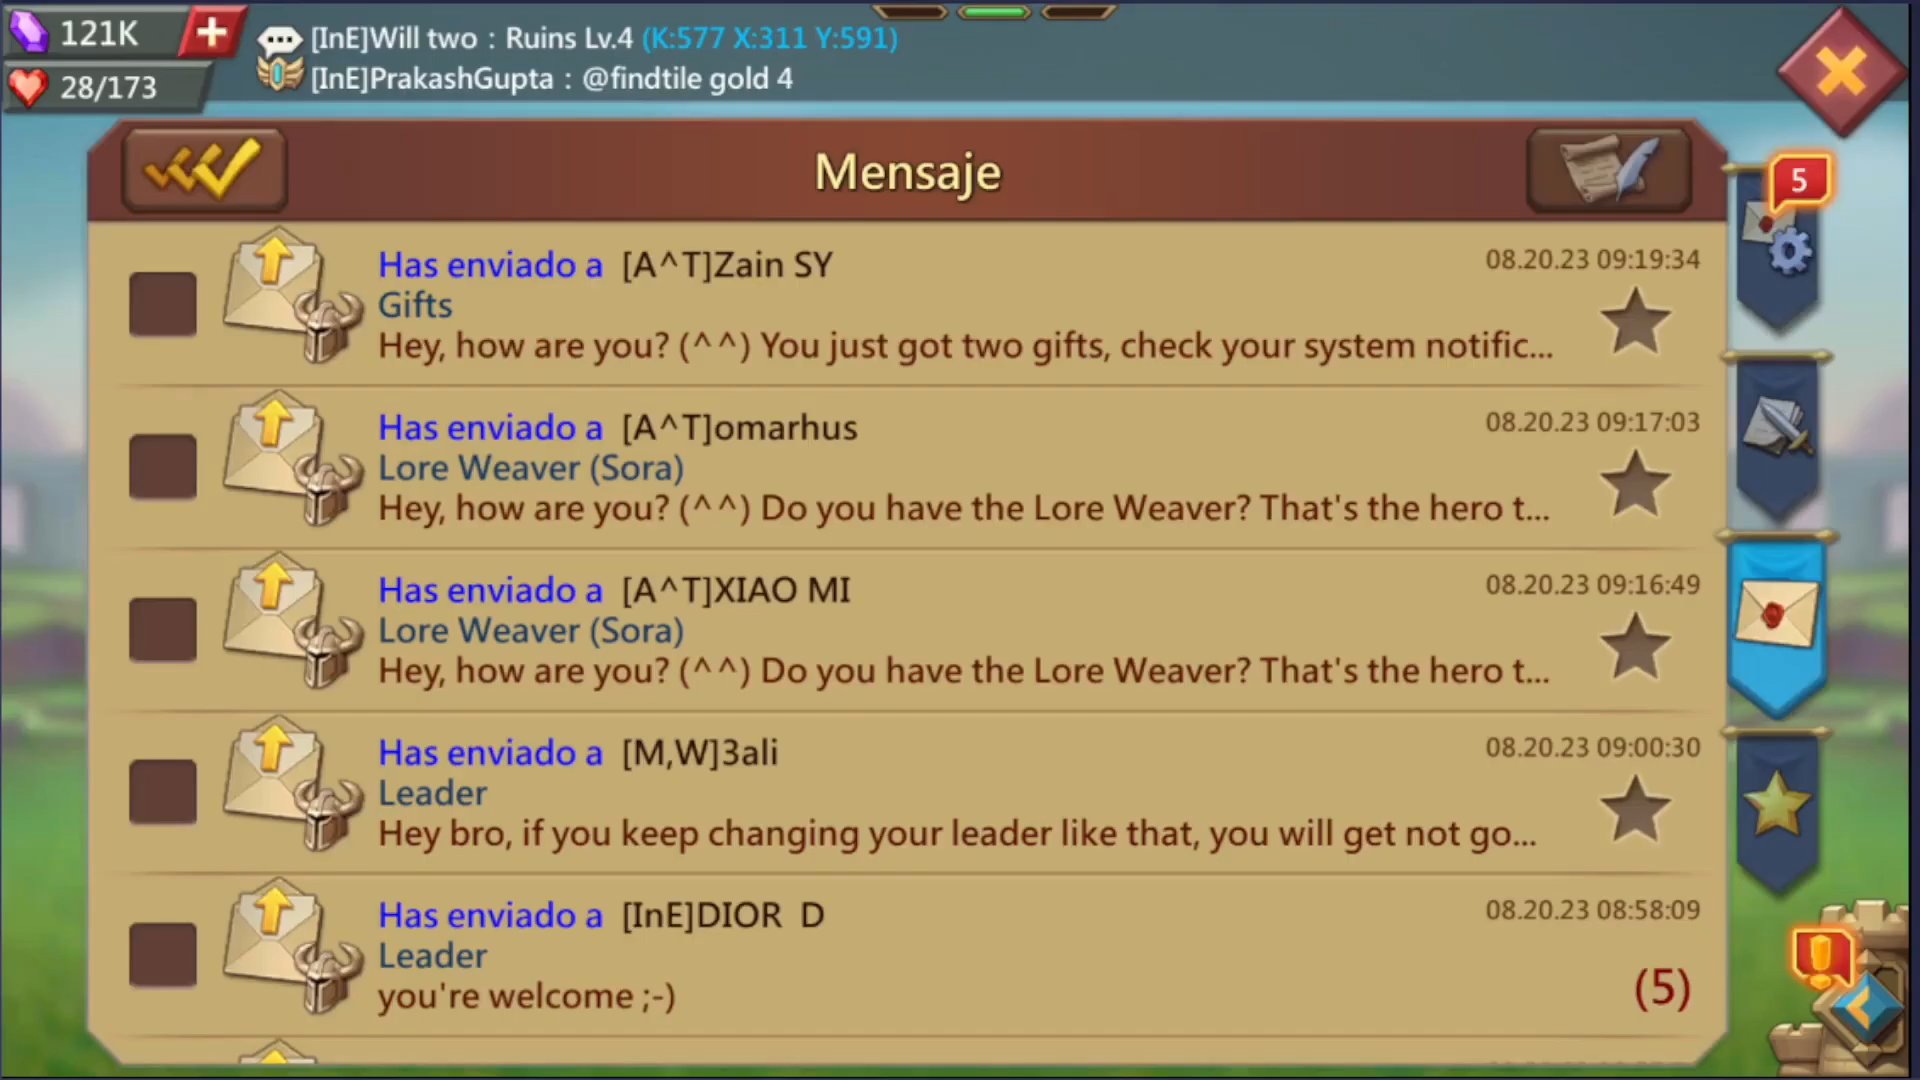 121K
28/173
[InE]Will two : Ruins Lv.4 (K:577 X:311 Y:591)
[InE]PrakashGupta : @findtile gold 4
Mensaje
5
Has enviado a [A^T]Zain SY
08.20.23 09:19:34
Gifts
Hey, how are you? (^^) You just got two gifts, check your system notific...
Has enviado a [A^T]omarhus
08.20.23 09:17:03
Lore Weaver (Sora)
Hey, how are you? (^^) Do you have the Lore Weaver? That's the hero t...
Has enviado a [A^T]XIAO MI
08.20.23 09:16:49
Lore Weaver (Sora)
Hey, how are you? (^^) Do you have the Lore Weaver? That's the hero t...
Has enviado a [M,W]3ali
08.20.23 09:00:30
Leader
Hey bro, if you keep changing your leader like that, you will get not go...
Has enviado a [InE]DIOR D
08.20.23 08:58:09
Leader
you're welcome ;-)
(5)